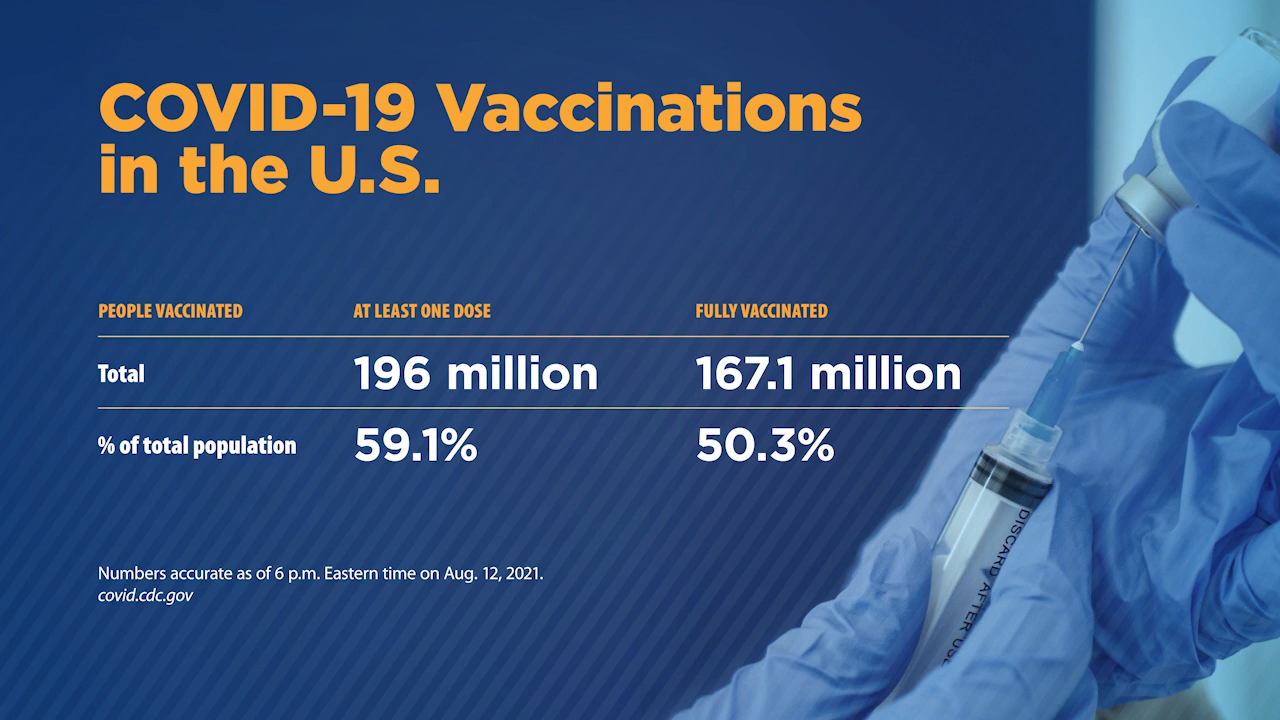 COVID-19 Vaccinations
in the U.S.
PEOPLE VACCINATED AT LEAST ONE DOSE FULLY VACCINATED
Total 196 million 167.1 million
% of total population 59.1% 50.3%
Numbers accurate as of 6 p.m. Eastern time on Aug. 12, 2021.
covid.cdc.gov
DISCARD AFTER